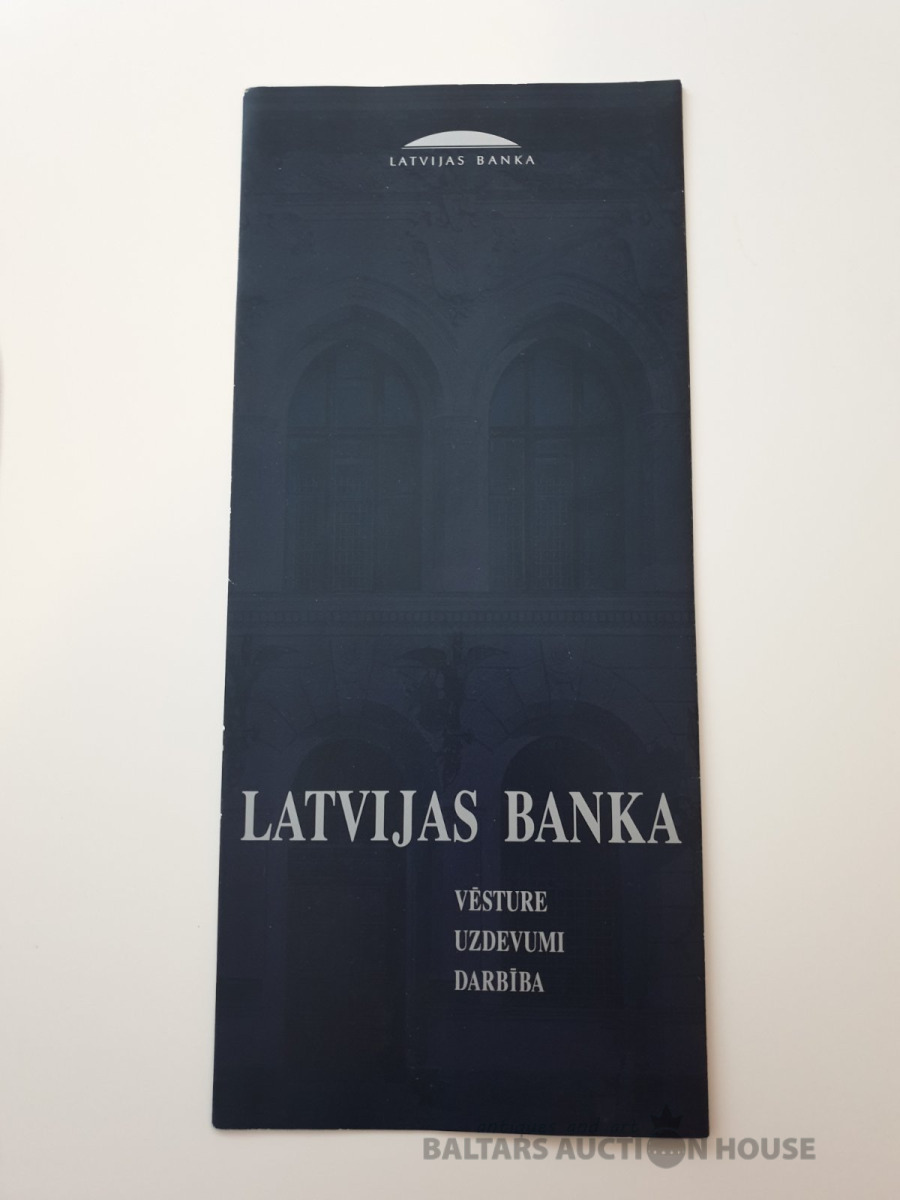 LATVIJAS BANKA
LATVIJAS BANKA
VĒSTURE
UZDEVUMI
DARBĪBA
BALTARS AUCTION HOUSE